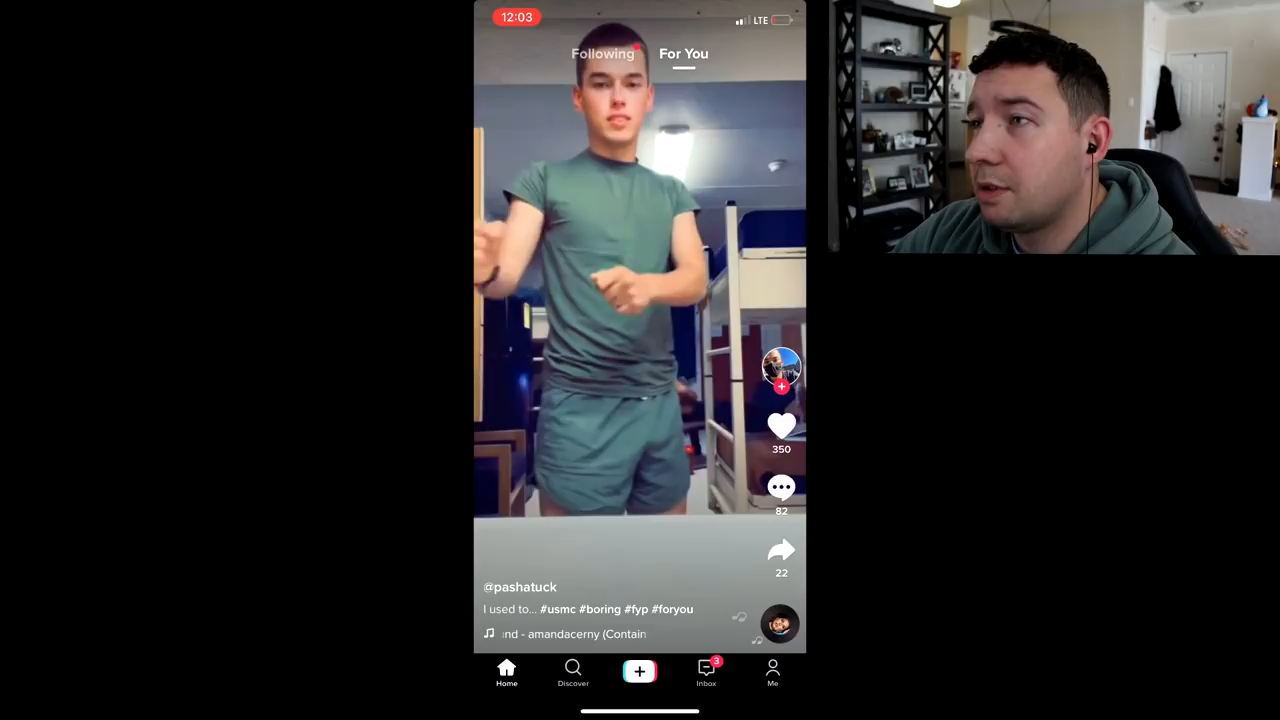 12:03
LTE
Following
For You
350
82
22
@pashatuck
I used to... #usmc #boring #fyp #foryou
nd - amandacerny (Contain
3
Home
Discover
Inbox
Me